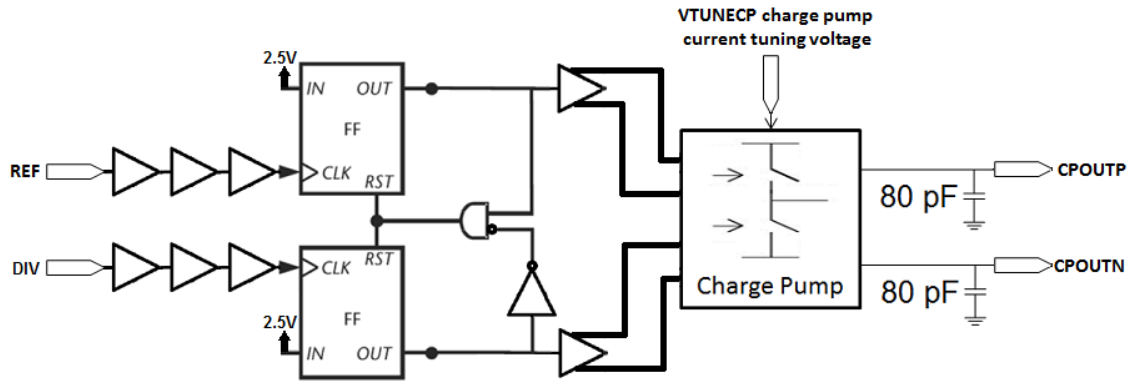 VTUNECP charge pump
current tuning voltage
2.5V
IN
OUT
FF
REF
CLK
RST
CPOUTP
80 pF
RST
DIV
CLK
CPOUTN
Charge Pump
80 pF
2.5V
FF
IN
OUT